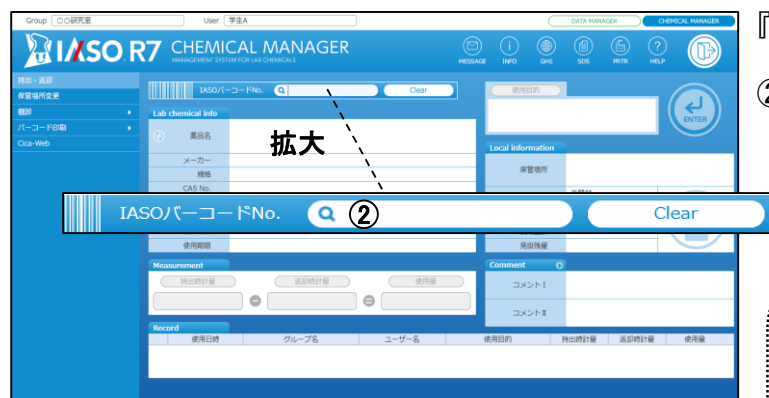 Group ○○研究室 User 学生A DATA MANAGER CHEMICAL MANAGER
IASO R7 CHEMICAL MANAGER
MANAGEMENT SYSTEM FOR LAB CHEMICALS
MESSAGE INFO GHS SDS PRTR HELP
持出・返却
保管場所変更
棚卸
バーコード印刷
Cica-Web
IASOバーコードNo. Clear
使用目的
ENTER
Lab chemical info
薬品名
拡大
メーカー
規格
CAS No.
Local information
保管場所
IASOバーコードNo. ② Clear
使用期限
見掛残量
Measurement
持出時計量 返却時計量 使用量
Comment
コメントⅠ
コメントⅡ
Record
使用日時 グループ名 ユーザー名 使用目的 持出時計量 返却時計量 使用量
『